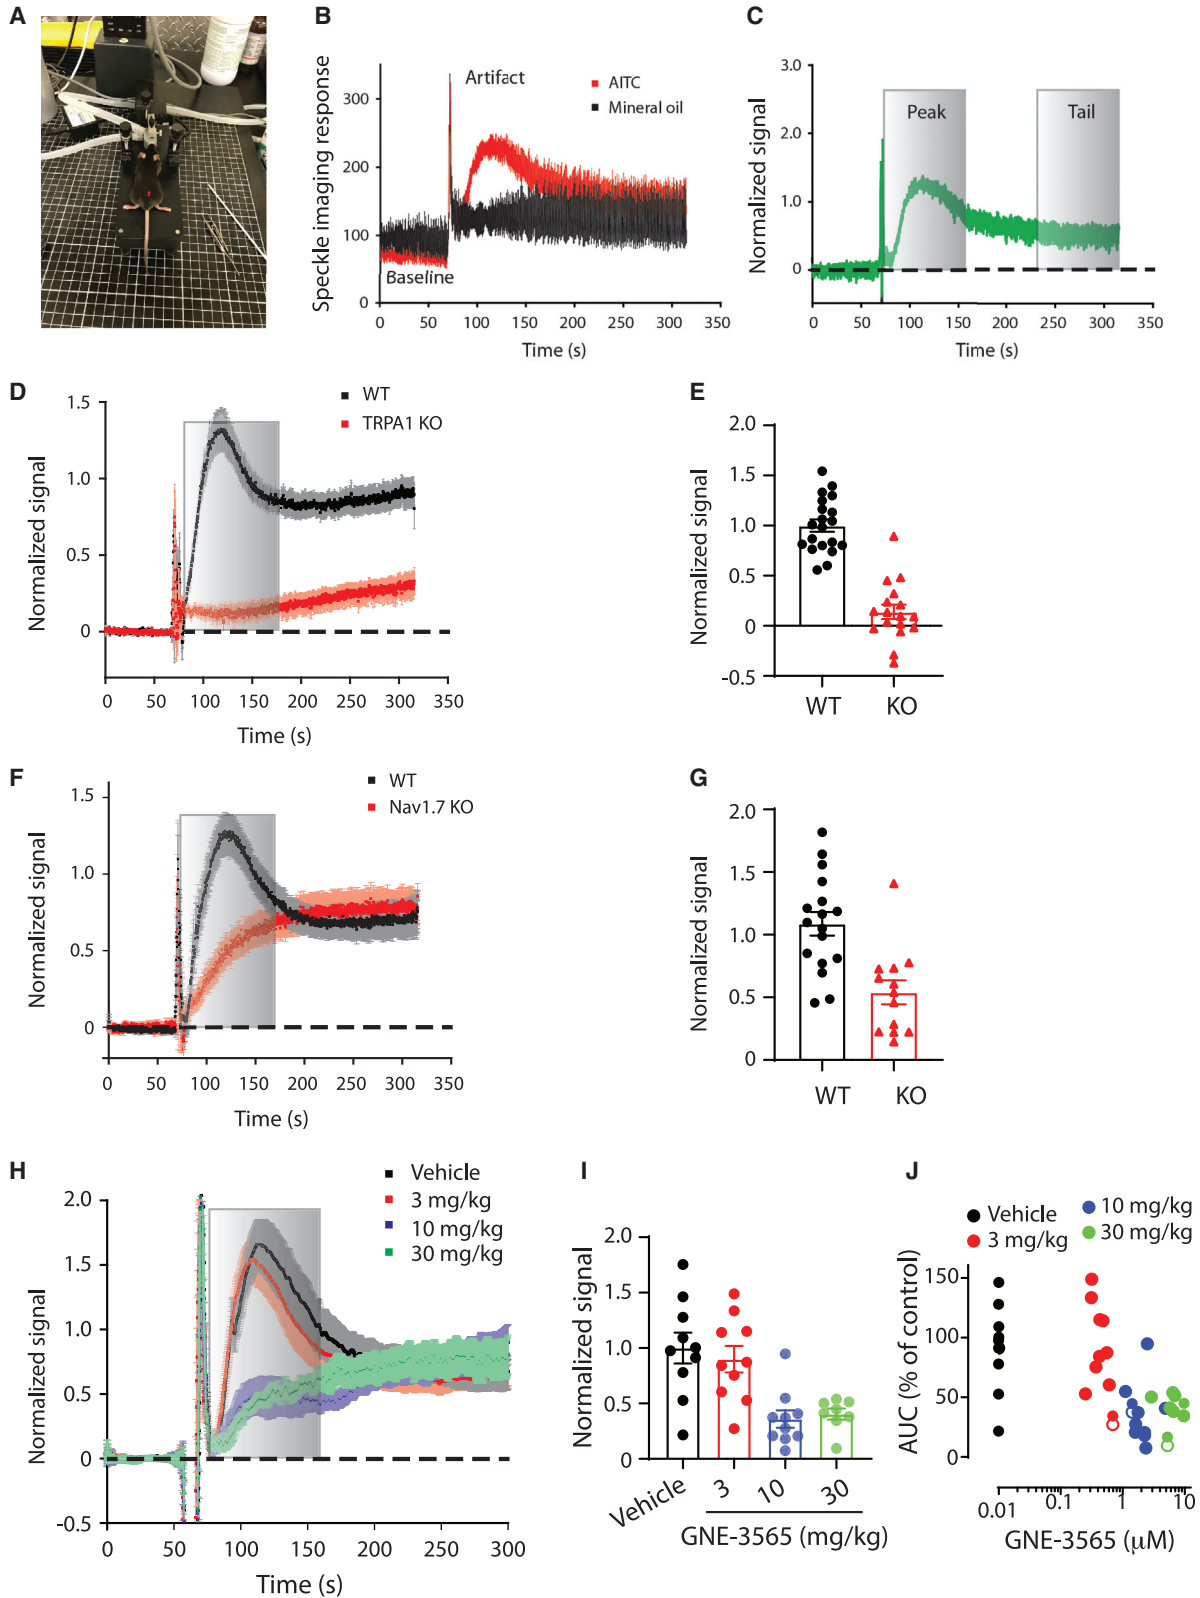 A
B
C
Speckle imaging response
300
200
100
0
Artifact
AITC
Mineral oil
Baseline
0 50 100 150 200 250 300 350
Time (s)
Normalized signal
3.0
2.0
1.0
0
Peak
Tail
0 50 100 150 200 250 300 350
Time (s)
D
WT
TRPA1 KO
Normalized signal
1.5
1.0
0.5
0
0 50 100 150 200 250 300 350
Time (s)
E
Normalized signal
2.0
1.5
1.0
0.5
0
-0.5
WT KO
F
WT
Nav1.7 KO
Normalized signal
1.5
1.0
0.5
0
0 50 100 150 200 250 300 350
Time (s)
G
Normalized signal
2.0
1.5
1.0
0.5
0
WT KO
H
Vehicle
3 mg/kg
10 mg/kg
30 mg/kg
Normalized signal
2.0
1.5
1.0
0.5
0
-0.5
0 50 100 150 200 250 300
Time (s)
I
Normalized signal
2.0
1.5
1.0
0.5
0
Vehicle 3 10 30
GNE-3565 (mg/kg)
J
Vehicle
3 mg/kg
10 mg/kg
30 mg/kg
AUC (% of control)
150
100
50
0
0.01 0.1 1 10
GNE-3565 (μM)